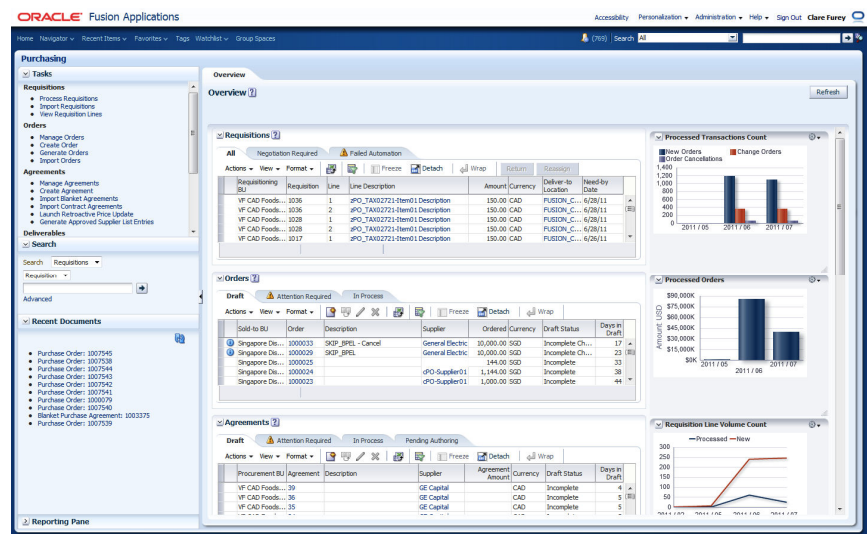 ORACLE Fusion Applications
Accessibility Personalization Administration Help Sign Out Clare Furey
Home Navigator Recent Items Favorites Tags Watchlist Group Spaces
(769) Search All
Purchasing
Tasks
Requisitions
Process Requisitions
Import Requisitions
View Requisition Lines
Orders
Manage Orders
Create Order
Generate Orders
Import Orders
Agreements
Manage Agreements
Create Agreement
Import Blanket Agreements
Import Contract Agreements
Launch Retroactive Price Update
Generate Approved Supplier List Entries
Deliverables
Search
Search Requisitions
Requisition
Advanced
Recent Documents
Purchase Order: 1007545
Purchase Order: 1007538
Purchase Order: 1007544
Purchase Order: 1007543
Purchase Order: 1007542
Purchase Order: 1007541
Purchase Order: 1000079
Purchase Order: 1007540
Blanket Purchase Agreement: 1003375
Purchase Order: 1007539
Reporting Pane
Overview
Overview ?
Refresh
Requisitions ?
All Negotiation Required Failed Automation
Actions View Format Freeze Detach Wrap Return Reassign
Requisitioning BU Requisition Line Line Description Amount Currency Deliver-to Location Need-by Date
VF CAD Foods... 1036 1 zPO_TAX02721-Item01 Description 150.00 CAD FUSION_C... 6/28/11
VF CAD Foods... 1036 2 zPO_TAX02721-Item01 Description 150.00 CAD FUSION_C... 6/28/11
VF CAD Foods... 1028 1 zPO_TAX02721-Item01 Description 150.00 CAD FUSION_C... 6/28/11
VF CAD Foods... 1028 2 zPO_TAX02721-Item01 Description 150.00 CAD FUSION_C... 6/28/11
VF CAD Foods... 1017 1 zPO_TAX02721-Item01 Description 150.00 CAD FUSION_C... 6/26/11
Orders ?
Draft Attention Required In Process
Actions View Format Freeze Detach Wrap
Sold-to BU Order Description Supplier Ordered Currency Draft Status Days in Draft
Singapore Dis... 1000033 SKIP_BPEL - Cancel General Electric 10,000.00 SGD Incomplete Ch... 17
Singapore Dis... 1000029 SKIP_BPEL General Electric 10,000.00 SGD Incomplete Ch... 23
Singapore Dis... 1000025 144.00 SGD Incomplete 33
Singapore Dis... 1000024 cPO-Supplier01 1,144.00 SGD Incomplete 38
Singapore Dis... 1000023 cPO-Supplier01 1,000.00 SGD Incomplete 44
Agreements ?
Draft Attention Required In Process Pending Authoring
Actions View Format Freeze Detach Wrap
Procurement BU Agreement Description Supplier Agreement Amount Currency Draft Status Days in Draft
VF CAD Foods... 39 GE Capital CAD Incomplete 4
VF CAD Foods... 36 GE Capital CAD Incomplete 5
VF CAD Foods... 35 GE Capital CAD Incomplete 5
Processed Transactions Count
New Orders Change Orders
Order Cancellations
1,400
1,200
1,000
800
600
400
200
0
2011 / 05 2011 / 06 2011 / 07
Processed Orders
Amount USD
$90,000K
$75,000K
$60,000K
$45,000K
$30,000K
$15,000K
$0K
2011 / 05 2011 / 06 2011 / 07
Requisition Line Volume Count
Processed New
300
250
200
150
100
50
0